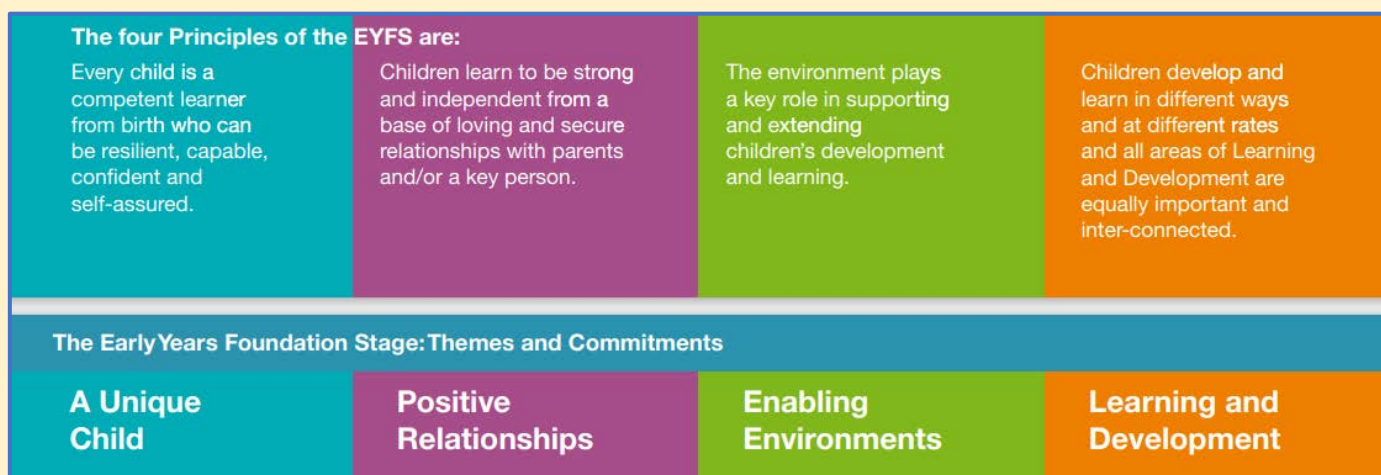 The four Principles of the EYFS are:
Every child is a
competent learner
from birth who can
be resilient, capable,
confident and
self-assured.
Children learn to be strong
and independent from a
base of loving and secure
relationships with parents
and/or a key person.
The environment plays
a key role in supporting
and extending
children's development
and learning.
Children develop and
learn in different ways
and at different rates
and all areas of Learning
and Development are
equally important and
inter-connected.
The Early Years Foundation Stage: Themes and Commitments
A Unique
Child
Positive
Relationships
Enabling
Environments
Learning and
Development